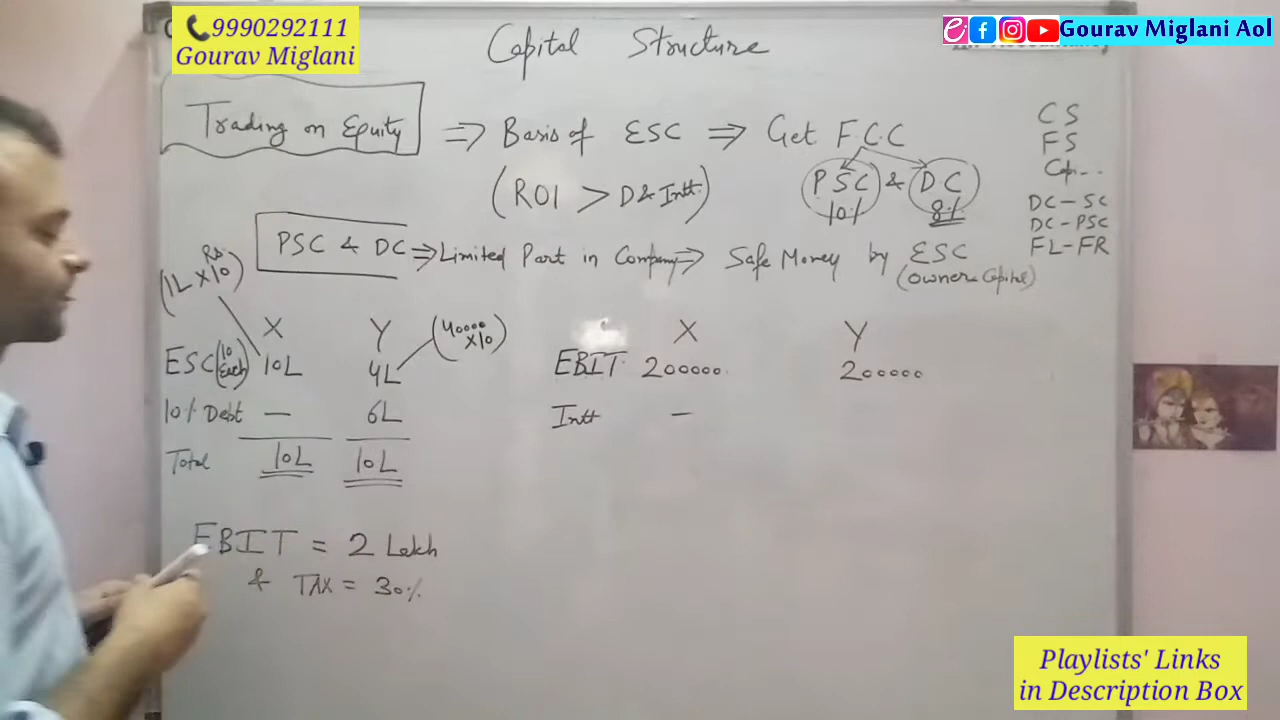 📞9990292111
Gourav Miglani
Gourav Miglani Aol
Capital Structure
Trading on Equity ⇒ Basis of ESC ⇒ Get FCC
(ROI > D & Intt.)
PSC & DC
10% 8%
CS
FS
Cap...
DC-SC
DC-PSC
FL-FR
PSC & DC ⇒ Limited Part in Company ⇒ Safe Money by ESC
(owners Capital)
(1L x 10) Rs.
X Y (40000 x10)
ESC (10 Each) 10L 4L
10% Debt — 6L
Total 10L 10L
X Y
EBIT 200000 200000
Intt —
EBIT = 2 Lakh
& TAX = 30%
Playlists' Links
in Description Box